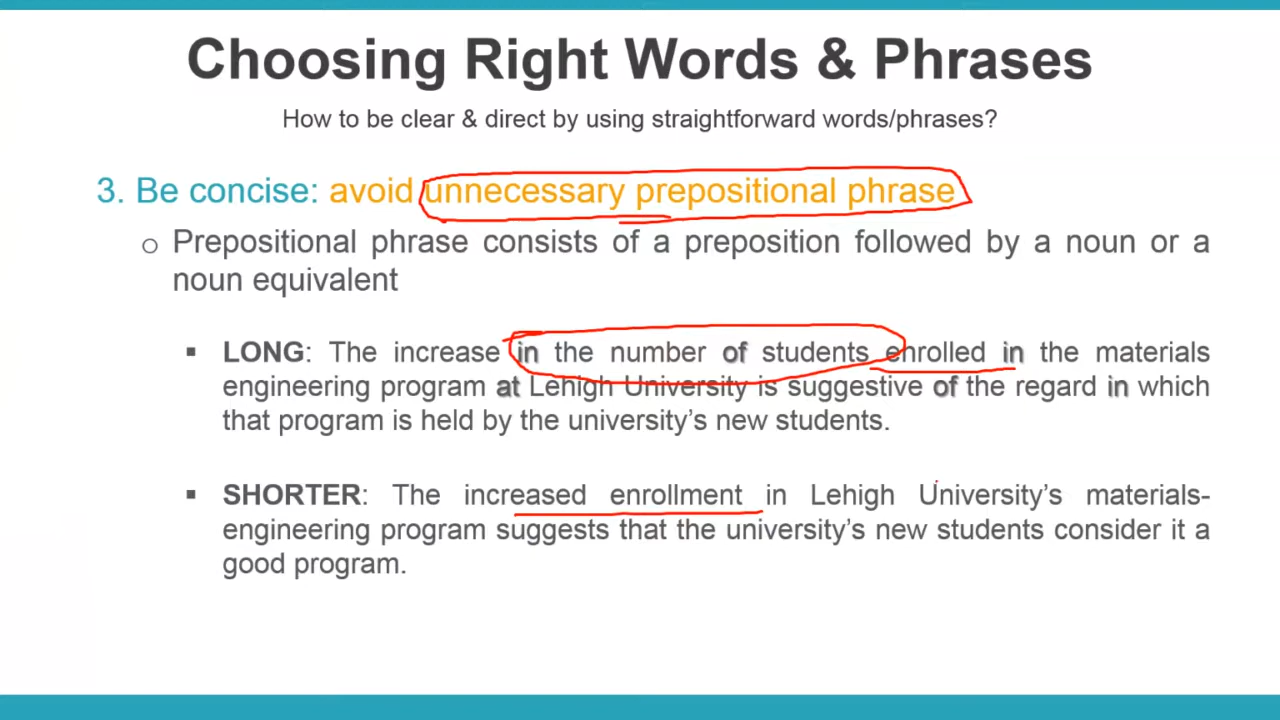 Choosing Right Words & Phrases
How to be clear & direct by using straightforward words/phrases?
3. Be concise: avoid unnecessary prepositional phrase
o Prepositional phrase consists of a preposition followed by a noun or a
noun equivalent
▪ LONG: The increase in the number of students enrolled in the materials
engineering program at Lehigh University is suggestive of the regard in which
that program is held by the university's new students.
▪ SHORTER: The increased enrollment in Lehigh University's materials-
engineering program suggests that the university's new students consider it a
good program.